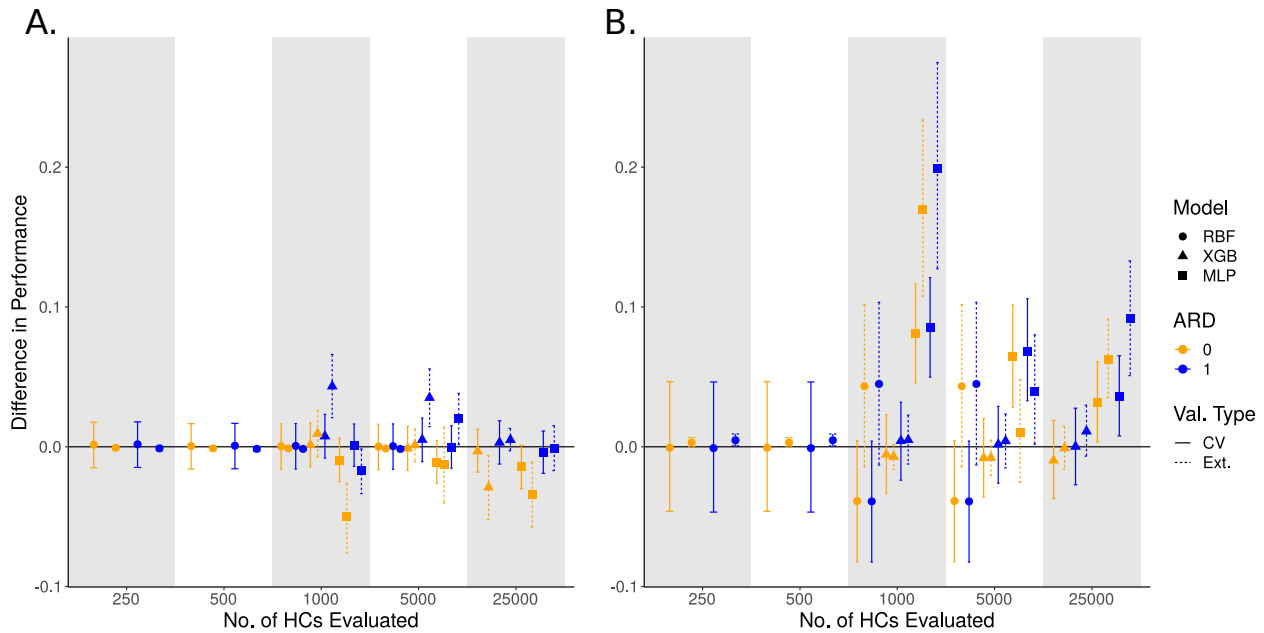 A.
B.
Difference in Performance
0.2
0.1
0.0
-0.1
250 500 1000 5000 25000
No. of HCs Evaluated
0.2
0.1
0.0
-0.1
250 500 1000 5000 25000
No. of HCs Evaluated
Model
RBF
XGB
MLP
ARD
0
1
Val. Type
CV
Ext.